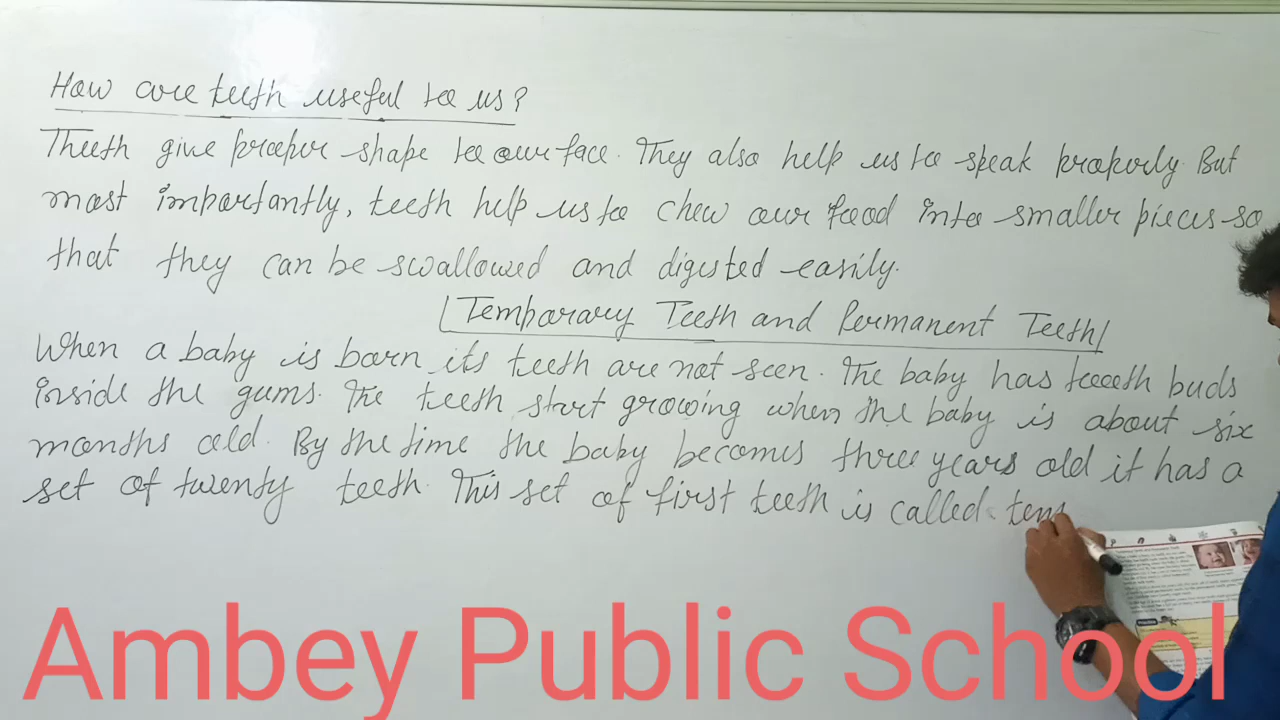 How are teeth useful to us?
Theeth give proper shape to our face. They also help us to speak properly. But
most importantly, teeth help us to chew our food into smaller pieces so
that they can be swallowed and digested easily.
Temporary Teeth and Permanent Teeth
When a baby is born its teeth are not seen. The baby has tooth buds
inside the gums. The teeth start growing when the baby is about six
months old. By the time the baby becomes three years old it has a
set of twenty teeth. This set of first teeth is called tem
Ambey Public School